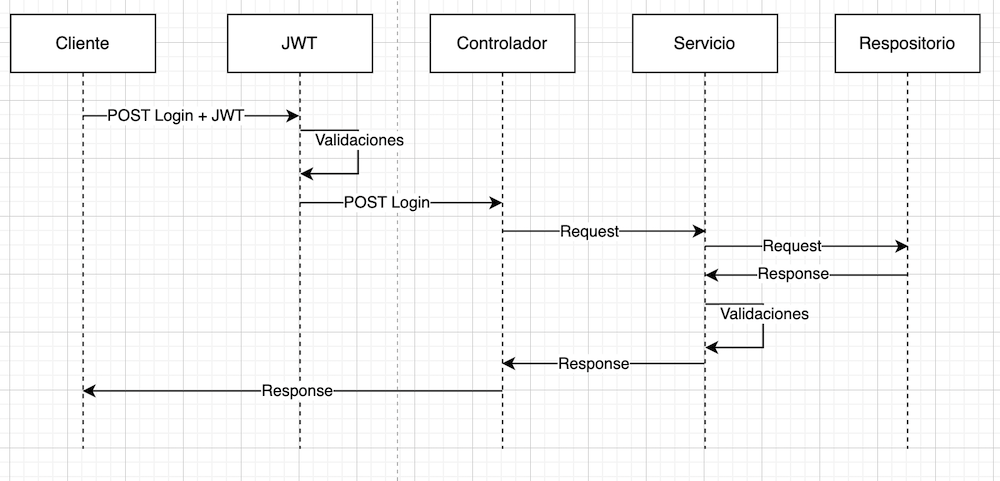 Cliente
JWT
Controlador
Servicio
Respositorio
POST Login + JWT
Validaciones
POST Login
Request
Request
Response
Validaciones
Response
Response